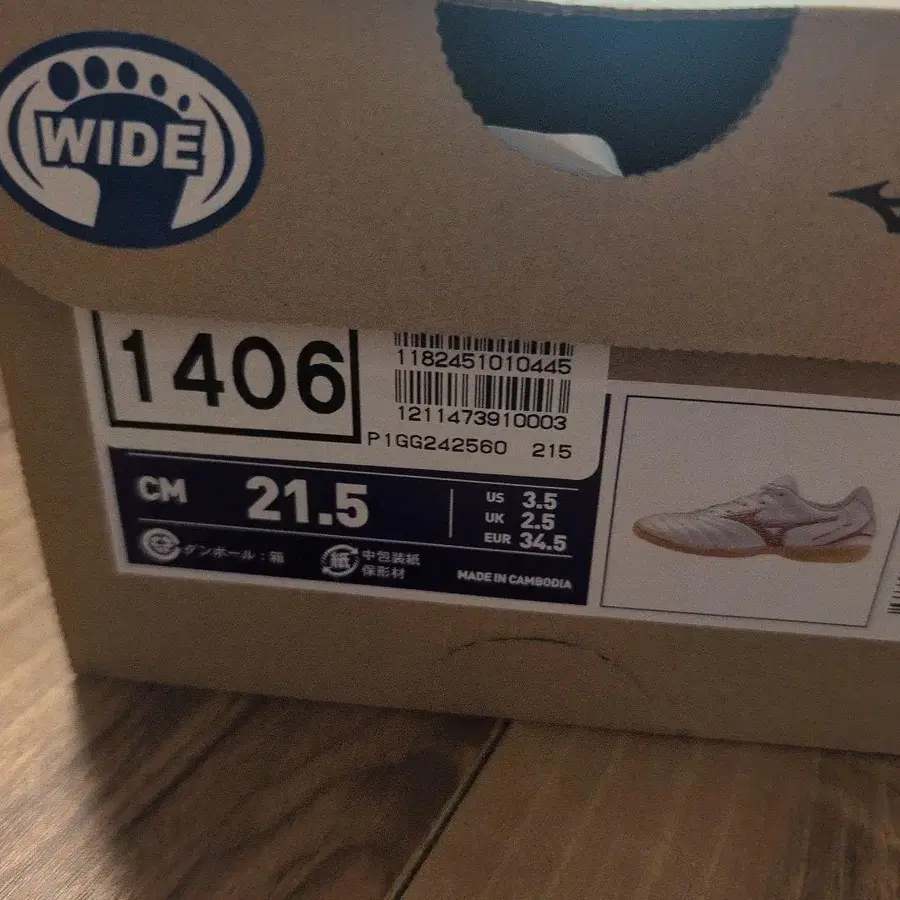 WIDE
1406
1182451010445
1211473910003
P1GG242560 215
CM 21.5
US 3.5
UK 2.5
EUR 34.5
ダンボール：箱
紙
中包装紙
保形材
MADE IN CAMBODIA